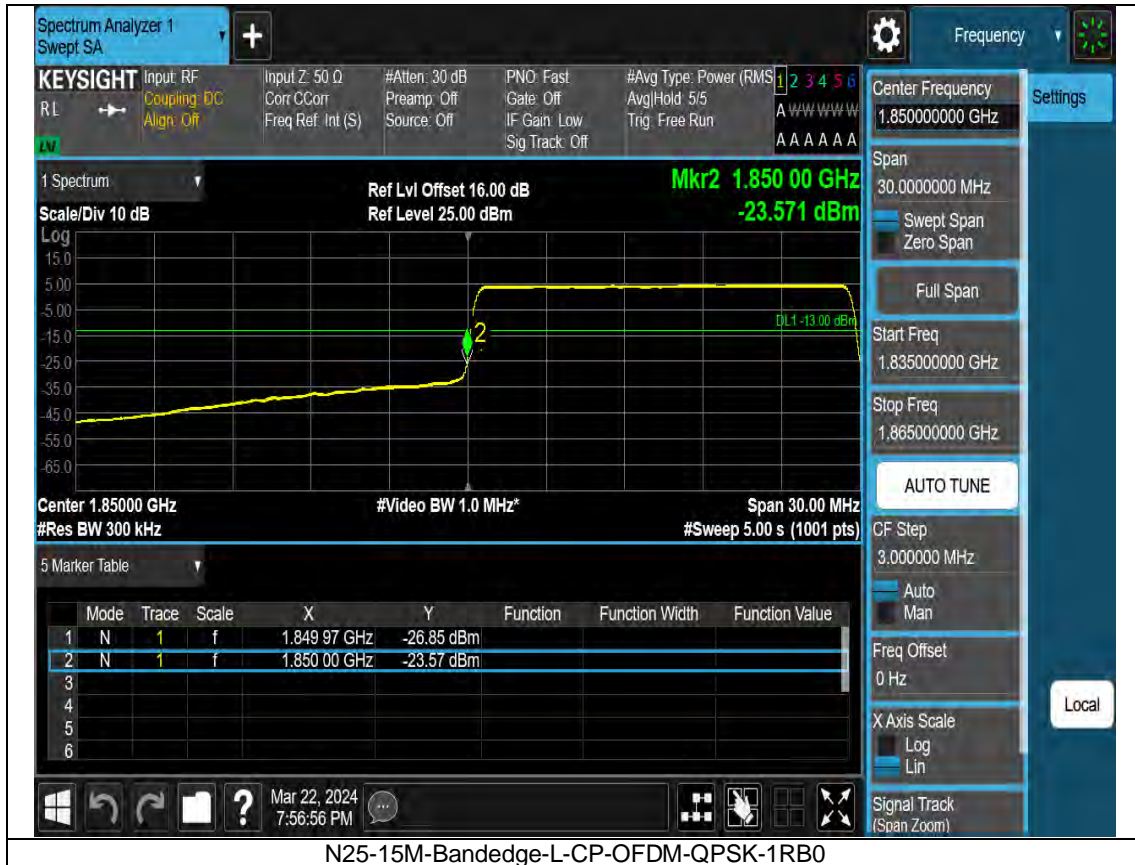 Spectrum Analyzer 1
Swept SA
+
Frequency
KEYSIGHT
RL
Input: RF
Coupling: DC
Align: Off
Input Z: 50 Ω
Corr CCorr
Freq Ref: Int (S)
#Atten: 30 dB
Preamp: Off
Source: Off
PNO: Fast
Gate: Off
IF Gain: Low
Sig Track: Off
#Avg Type: Power (RMS
Avg|Hold: 5/5
Trig: Free Run
1 2 3 4 5 6
A W W W W W
A A A A A A
1 Spectrum
Ref Lvl Offset 16.00 dB
Mkr2 1.850 00 GHz
Scale/Div 10 dB
Ref Level 25.00 dBm
-23.571 dBm
Log
15.0
5.00
-5.00
-15.0
-25.0
-35.0
-45.0
-55.0
-65.0
2
DL1 -13.00 dBm
Center 1.85000 GHz
#Video BW 1.0 MHz*
Span 30.00 MHz
#Res BW 300 kHz
#Sweep 5.00 s (1001 pts)
5 Marker Table
Mode Trace Scale X Y Function Function Width Function Value
1 N 1 f 1.849 97 GHz -26.85 dBm
2 N 1 f 1.850 00 GHz -23.57 dBm
3
4
5
6
?
Mar 22, 2024
7:56:56 PM
Center Frequency
1.850000000 GHz
Settings
Span
30.0000000 MHz
Swept Span
Zero Span
Full Span
Start Freq
1.835000000 GHz
Stop Freq
1.865000000 GHz
AUTO TUNE
CF Step
3.000000 MHz
Auto
Man
Freq Offset
0 Hz
X Axis Scale
Log
Lin
Local
Signal Track
(Span Zoom)
N25-15M-Bandedge-L-CP-OFDM-QPSK-1RB0